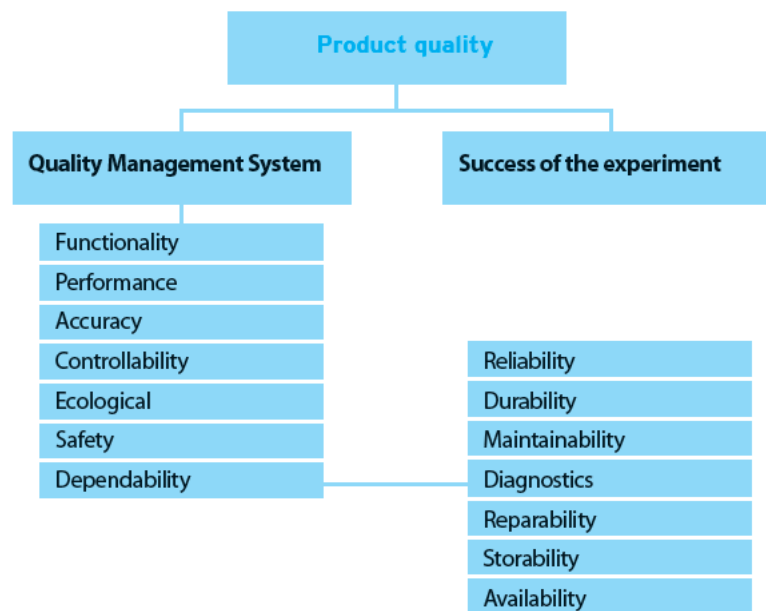 Product quality
Quality Management System
Success of the experiment
Functionality
Performance
Accuracy
Controllability
Ecological
Safety
Dependability
Reliability
Durability
Maintainability
Diagnostics
Reparability
Storability
Availability